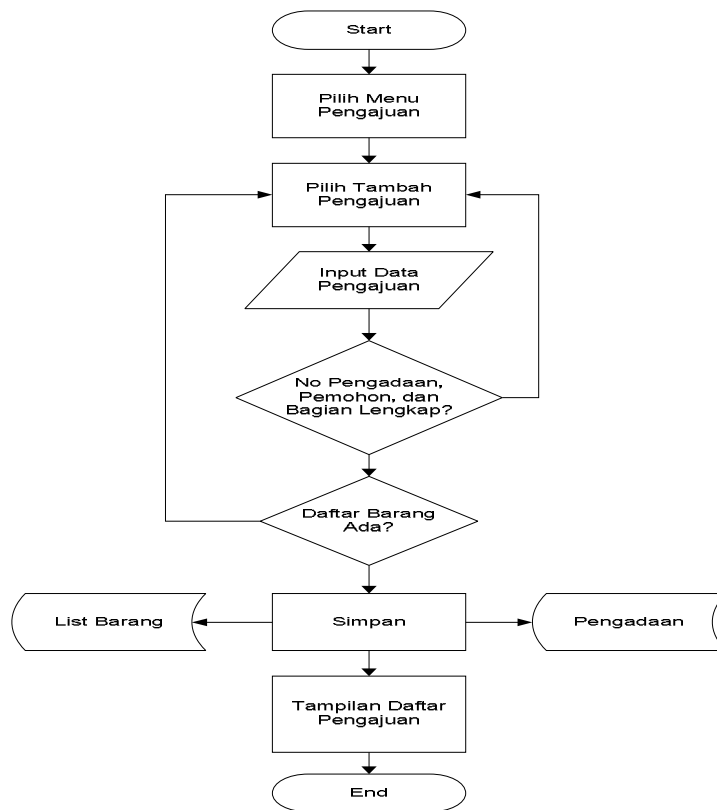 Start
Pilih Menu
Pengajuan
Pilih Tambah
Pengajuan
Input Data
Pengajuan
No Pengadaan,
Pemohon, dan
Bagian Lengkap?
Daftar Barang
Ada?
List Barang
Simpan
Pengadaan
Tampilan Daftar
Pengajuan
End